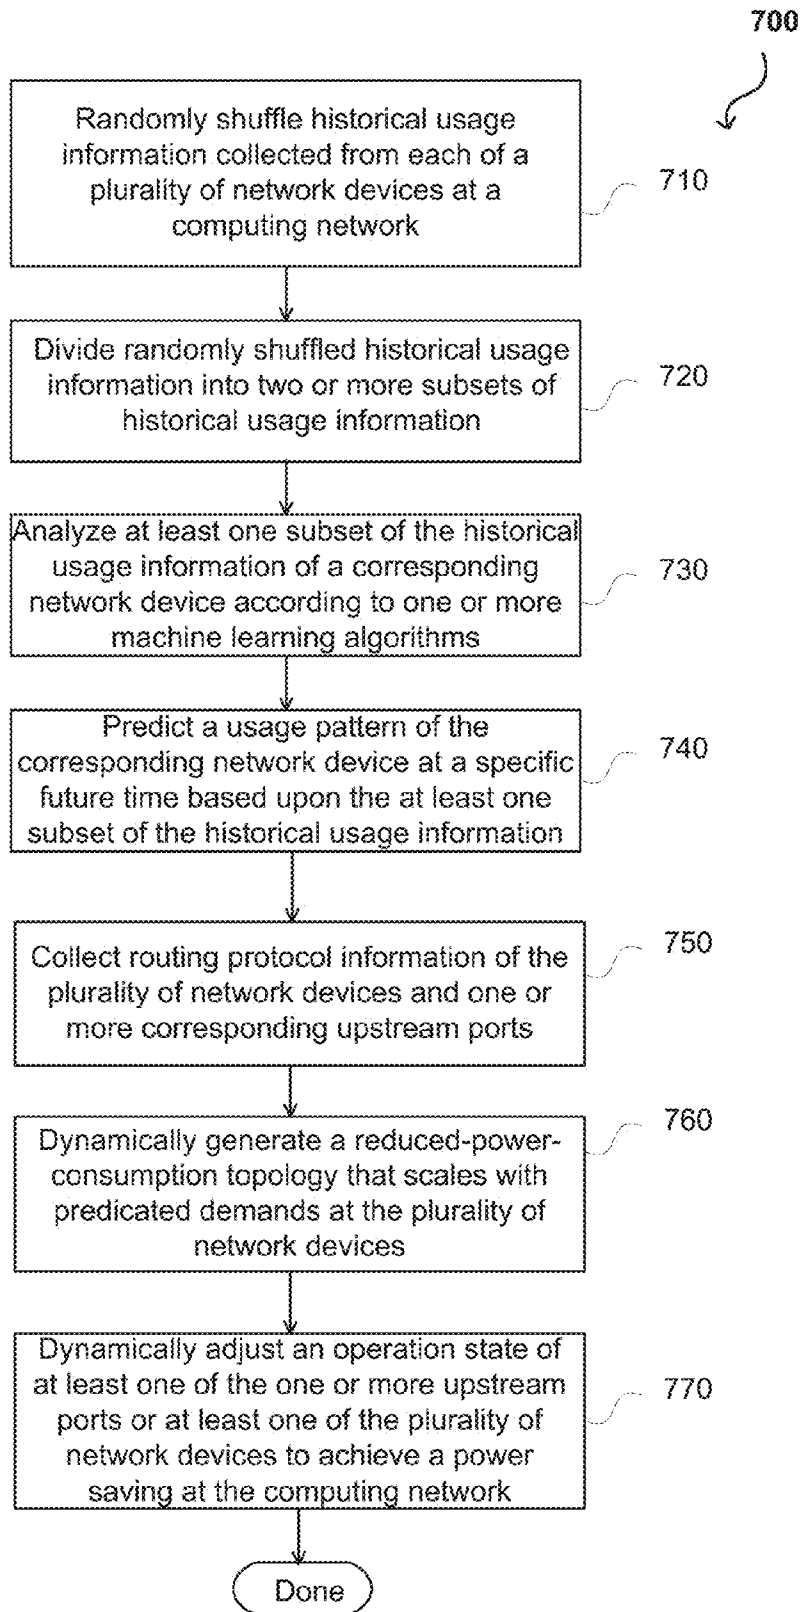 700
Randomly shuffle historical usage
information collected from each of a
plurality of network devices at a
computing network
710
Divide randomly shuffled historical usage
information into two or more subsets of
historical usage information
720
Analyze at least one subset of the historical
usage information of a corresponding
network device according to one or more
machine learning algorithms
730
Predict a usage pattern of the
corresponding network device at a specific
future time based upon the at least one
subset of the historical usage information
740
Collect routing protocol information of the
plurality of network devices and one or
more corresponding upstream ports
750
Dynamically generate a reduced-power-
consumption topology that scales with
predicated demands at the plurality of
network devices
760
Dynamically adjust an operation state of
at least one of the one or more upstream
ports or at least one of the plurality of
network devices to achieve a power
saving at the computing network
770
Done